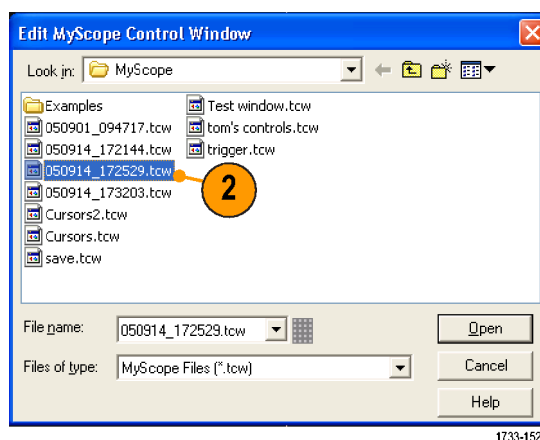 Edit MyScope Control Window
Look in: MyScope
Examples
050901_094717.tcw
050914_172144.tcw
050914_172529.tcw
050914_173203.tcw
Cursors2.tcw
Cursors.tcw
save.tcw
Test window.tcw
tom's controls.tcw
trigger.tcw
2
File name: 050914_172529.tcw Open
Files of type: MyScope Files (*.tcw) Cancel
Help
1733-152